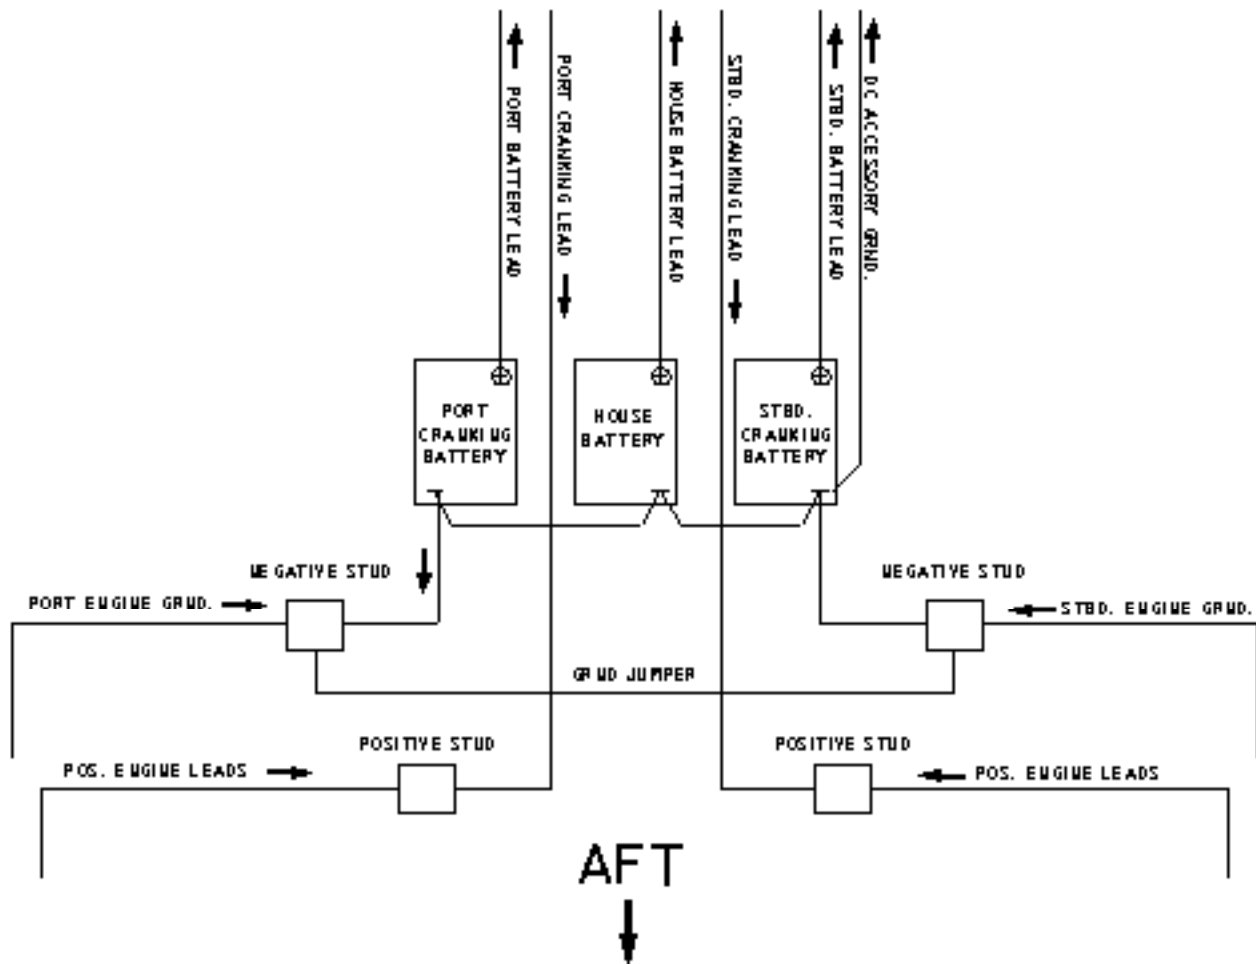 PORT BATTERY LEAD
PORT CRANKING LEAD
HOUSE BATTERY LEAD
STBD. CRANKING LEAD
STBD. BATTERY LEAD
DC ACCESSORY GRND.
PORT
CRANKING
BATTERY
HOUSE
BATTERY
STBD.
CRANKING
BATTERY
NEGATIVE STUD
NEGATIVE STUD
PORT ENGINE GRND.
STBD. ENGINE GRND.
GRND JUMPER
POSITIVE STUD
POSITIVE STUD
POS. ENGINE LEADS
POS. ENGINE LEADS
AFT